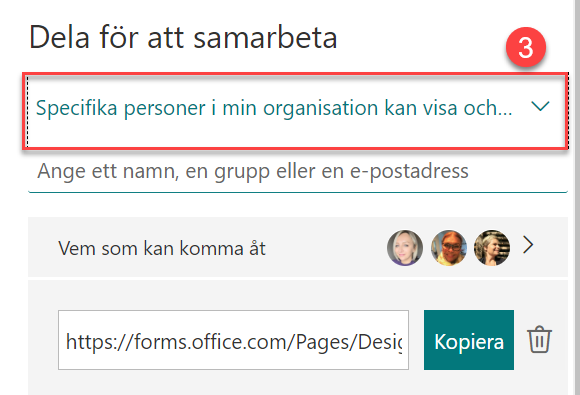 Dela för att samarbeta
3
Specifika personer i min organisation kan visa och...
Ange ett namn, en grupp eller en e-postadress
Vem som kan komma åt
https://forms.office.com/Pages/Desig
Kopiera